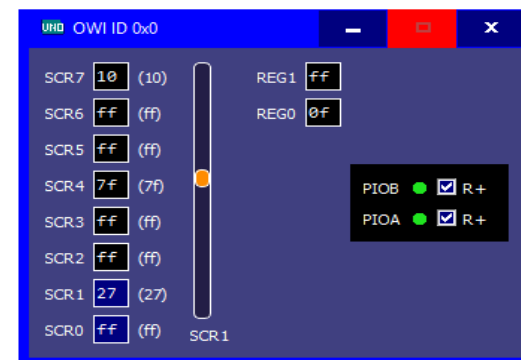 UNO OWI ID 0x0
SCR7 10 (10) REG1 ff
SCR6 ff (ff) REG0 0f
SCR5 ff (ff)
SCR4 7f (7f) PIOB R+
SCR3 ff (ff) PIOA R+
SCR2 ff (ff)
SCR1 27 (27)
SCR0 ff (ff) SCR1